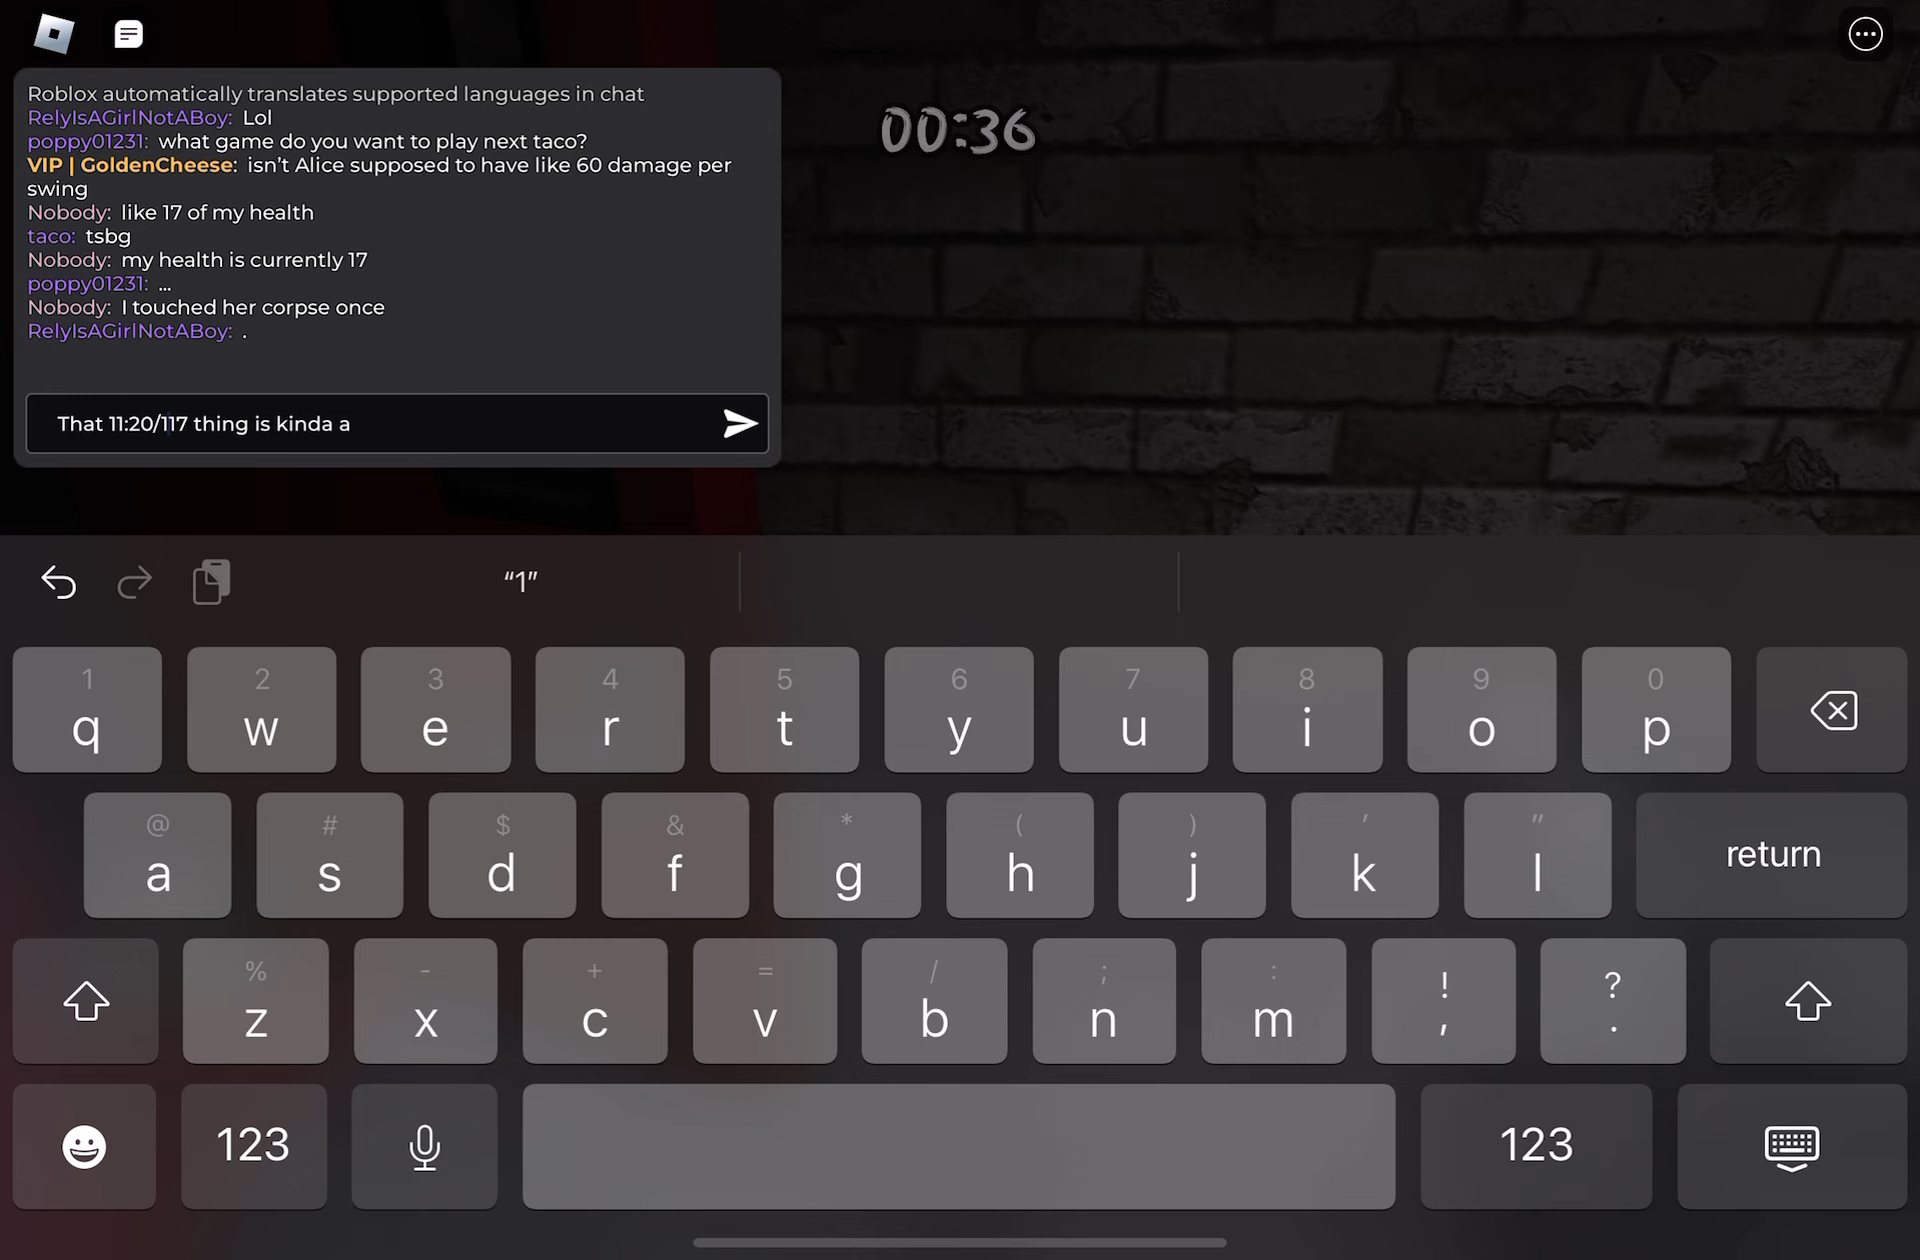 Roblox automatically translates supported languages in chat
RelyIsAGirlNotABoy: Lol
poppy01231: what game do you want to play next taco?
VIP | GoldenCheese: isn’t Alice supposed to have like 60 damage per
swing
Nobody: like 17 of my health
taco: tsbg
Nobody: my health is currently 17
poppy01231: ...
Nobody: I touched her corpse once
RelyIsAGirlNotABoy: .
That 11:20/117 thing is kinda a
00:36
“1”
1 2 3 4 5 6 7 8 9 0
q w e r t y u i o p
@ # $ & * ( ) ' "
a s d f g h j k l return
% - + = / ; : ! ?
z x c v b n m , .
123 123